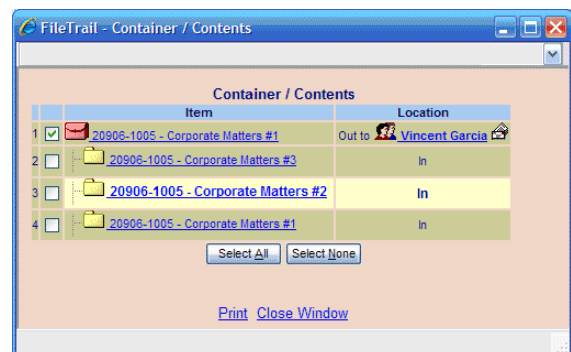 FileTrail - Container / Contents
Container / Contents
Item Location
1 20906-1005 - Corporate Matters #1 Out to Vincent Garcia
2 20906-1005 - Corporate Matters #3 In
3 20906-1005 - Corporate Matters #2 In
4 20906-1005 - Corporate Matters #1 In
Select All Select None
Print Close Window